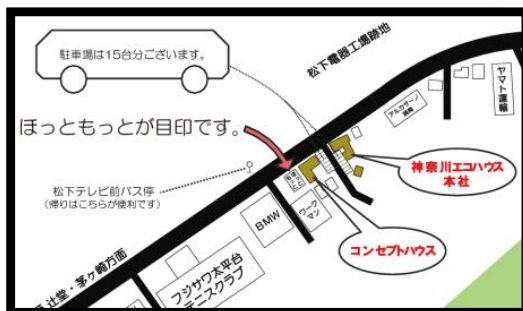 駐車場は15台分ございます。
松下電器工場跡地
ヤマト運輸
アルカサーノ
ほっともっとが目印です。
神奈川エコハウス
本社
松下テレビ前バス停
(帰りはこちらが便利です)
BMW
ワーク
マン
コンセプトハウス
辻堂・茅ヶ崎方面
フジサワ太平台
テニスクラブ